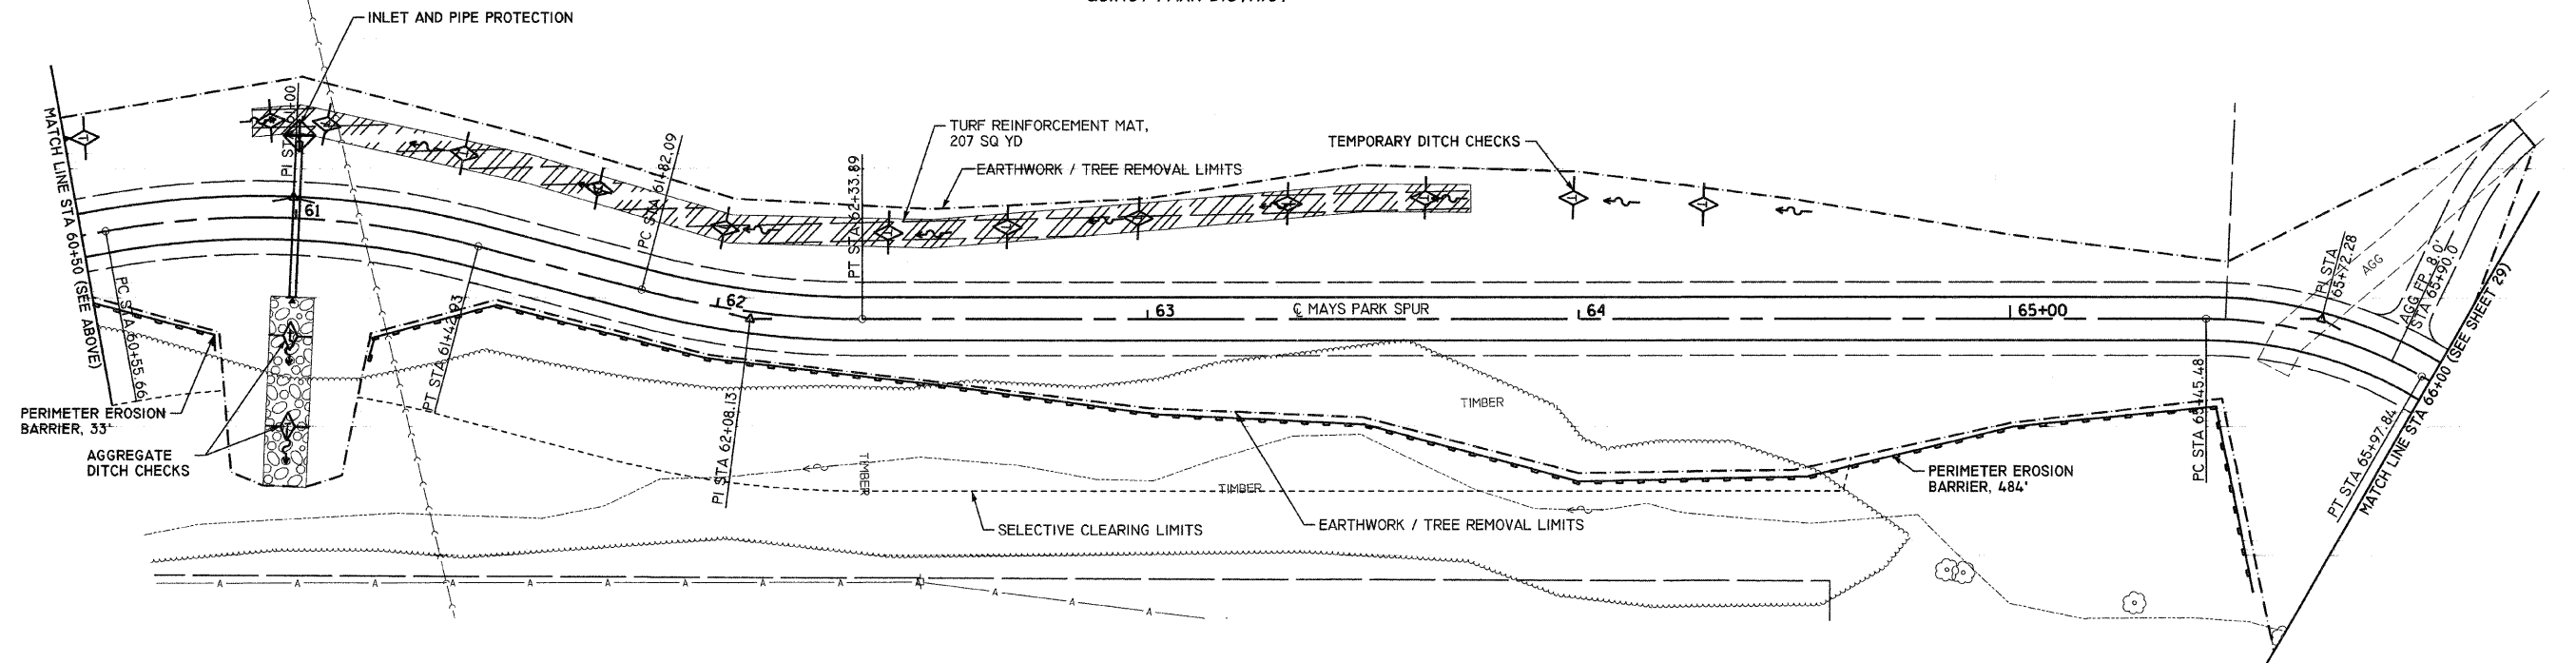 INLET AND PIPE PROTECTION
MATCH LINE STA 60+50 (SEE ABOVE)
PC STA 60+55.66
61
PT STA 61+42.93
PC STA 61+82.09
TURF REINFORCEMENT MAT,
207 SQ YD
EARTHWORK / TREE REMOVAL LIMITS
TEMPORARY DITCH CHECKS
PT STA 62+33.89
62
PI STA 62+08.13
63
℄ MAYS PARK SPUR
64
65+00
PI STA
65+72.28
AGG
AGG FP, 8.0'
STA 65+90.0
MATCH LINE STA 66+00 (SEE SHEET 29)
PT STA 65+97.84
PC STA 65+45.48
PERIMETER EROSION
BARRIER, 33'
AGGREGATE
DITCH CHECKS
TIMBER
TIMBER
TIMBER
PERIMETER EROSION
BARRIER, 484'
SELECTIVE CLEARING LIMITS
EARTHWORK / TREE REMOVAL LIMITS
A A A A A A A A A
A A A